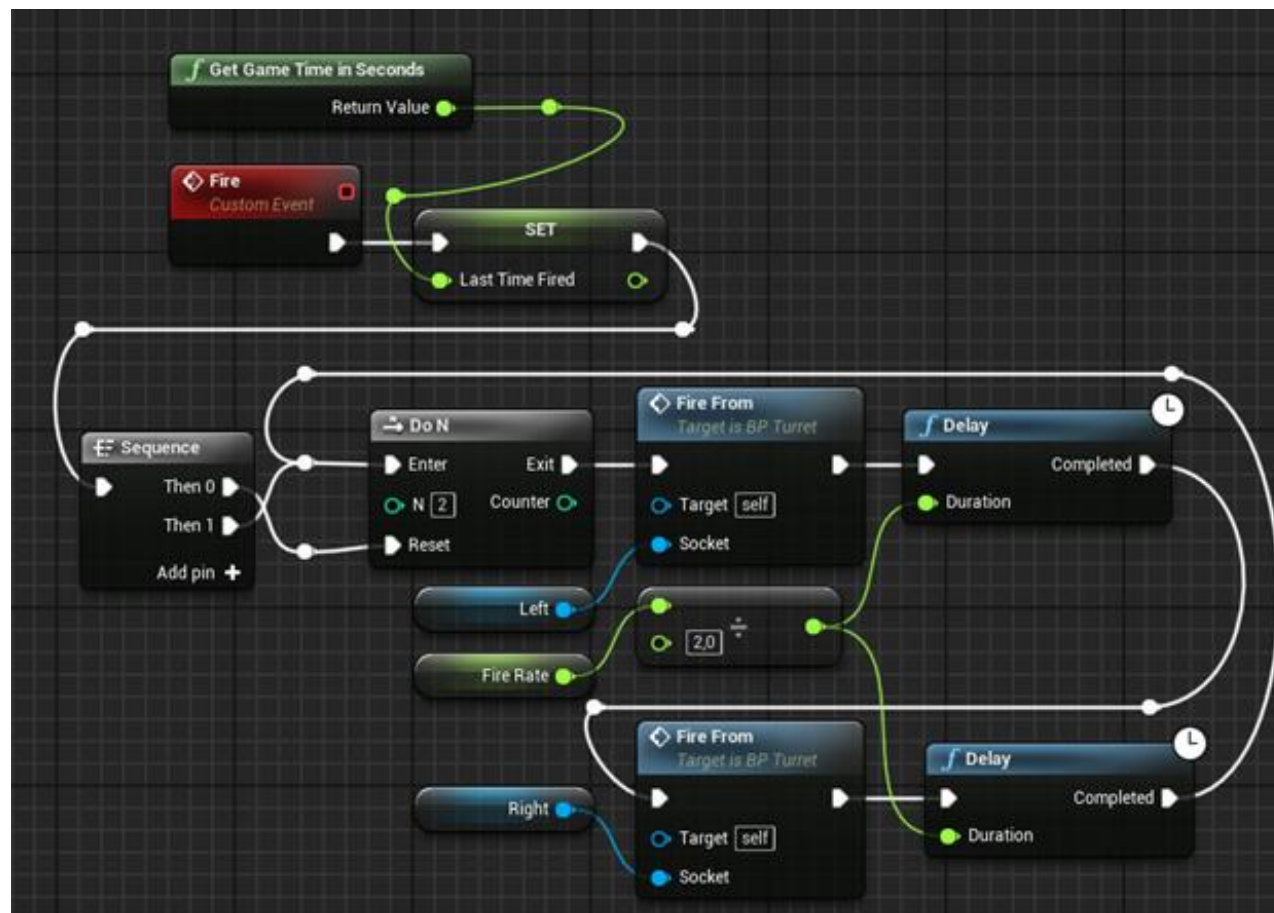 Get Game Time in Seconds
Return Value
Fire
Custom Event
SET
Last Time Fired
Sequence
Then 0
Then 1
Add pin
Do N
Enter
Exit
N 2
Counter
Reset
Fire From
Target is BP Turret
Target self
Socket
Delay
Completed
Duration
Left
2,0
Fire Rate
Fire From
Target is BP Turret
Target self
Socket
Delay
Completed
Duration
Right